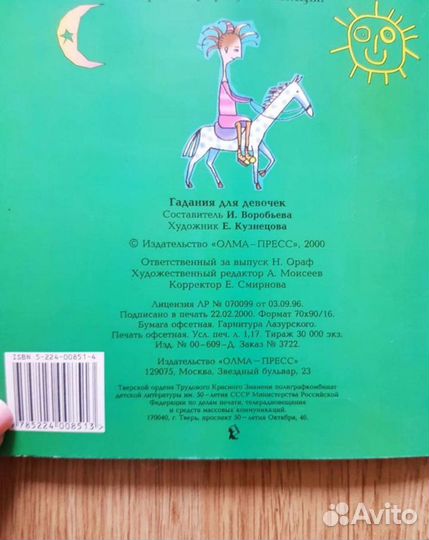 Гадания для девочек
Составитель И. Воробьева
Художник Е. Кузнецова
© Издательство «ОЛМА-ПРЕСС», 2000
Ответственный за выпуск Н. Ораф
Художественный редактор А. Моисеев
Корректор Е. Смирнова
Лицензия ЛР № 070099 от 03.09.96.
Подписано в печать 22.02.2000. Формат 70х90/16.
Бумага офсетная. Гарнитура Лазурского.
Печать офсетная. Усл. печ. л. 1,17. Тираж 30 000 экз.
Изд. № 00-609-Д. Заказ № 3722.
Издательство «ОЛМА-ПРЕСС»
129075, Москва, Звездный бульвар, 23
Тверской ордена Трудового Красного Знамени полиграфкомбинат
детской литературы им. 50-летия СССР Министерства Российской
Федерации по делам печати, телерадиовещания
и средств массовых коммуникаций.
170040, г. Тверь, проспект 50-летия Октября, 46.
ISBN 5-224-00851-4
9785224008513
Avito